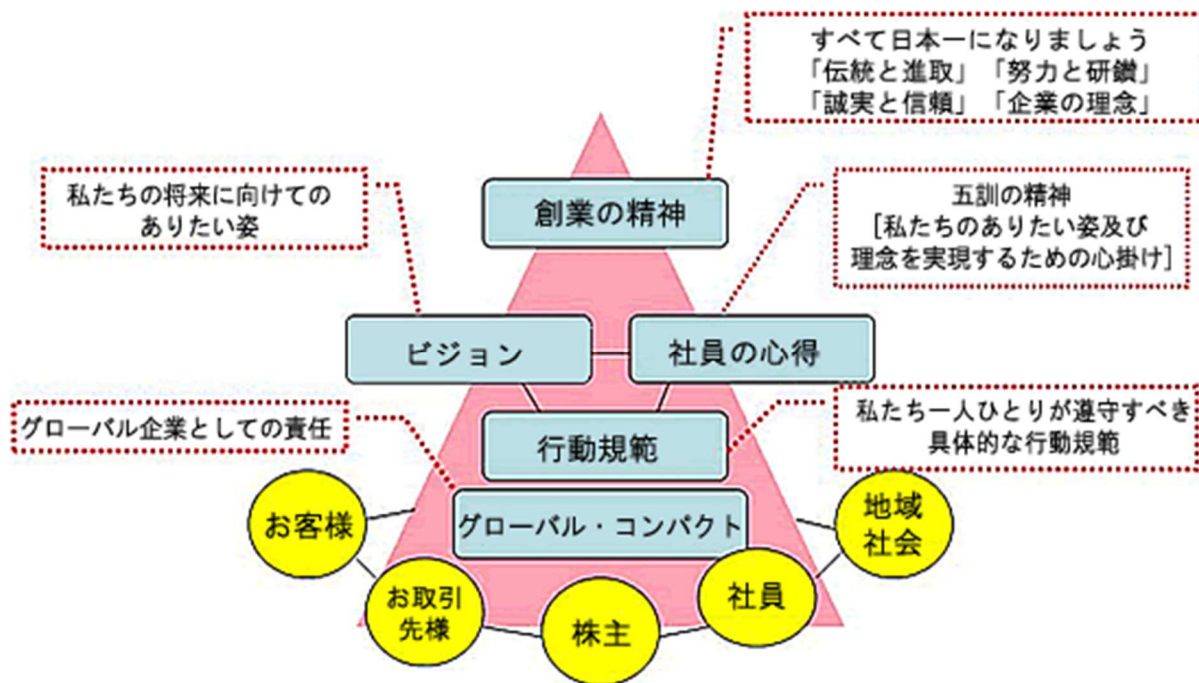 すべて日本一になりましょう
「伝統と進取」「努力と研鑽」
「誠実と信頼」「企業の理念」
私たちの将来に向けての
ありたい姿
創業の精神
五訓の精神
[私たちのありたい姿及び
理念を実現するための心掛け]
ビジョン
社員の心得
グローバル企業としての責任
行動規範
私たち一人ひとりが遵守すべき
具体的な行動規範
グローバル・コンパクト
お客様
お取引
先様
株主
社員
地域
社会